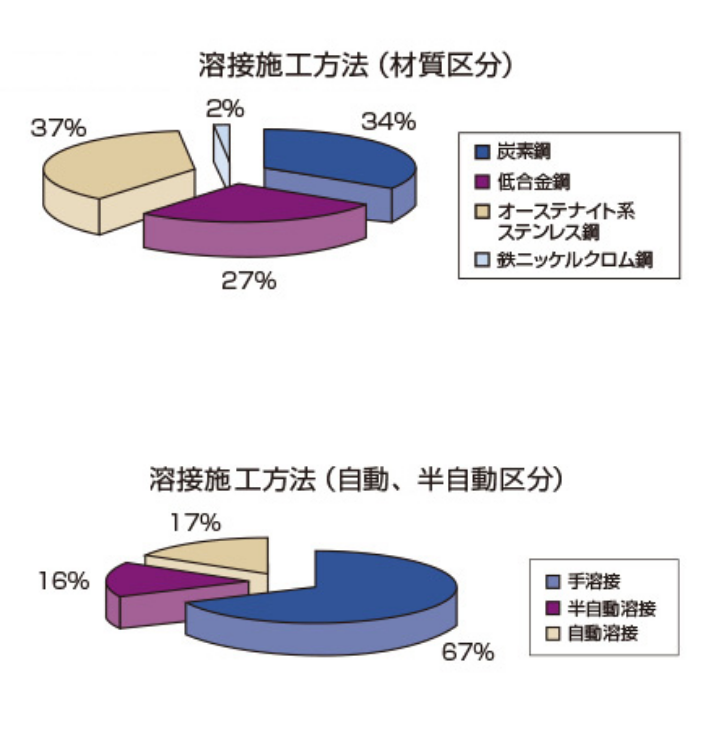 溶接施工方法（材質区分）
37%
2%
34%
27%
炭素鋼
低合金鋼
オーステナイト系
ステンレス鋼
鉄ニッケルクロム鋼
溶接施工方法（自動、半自動区分）
17%
16%
67%
手溶接
半自動溶接
自動溶接